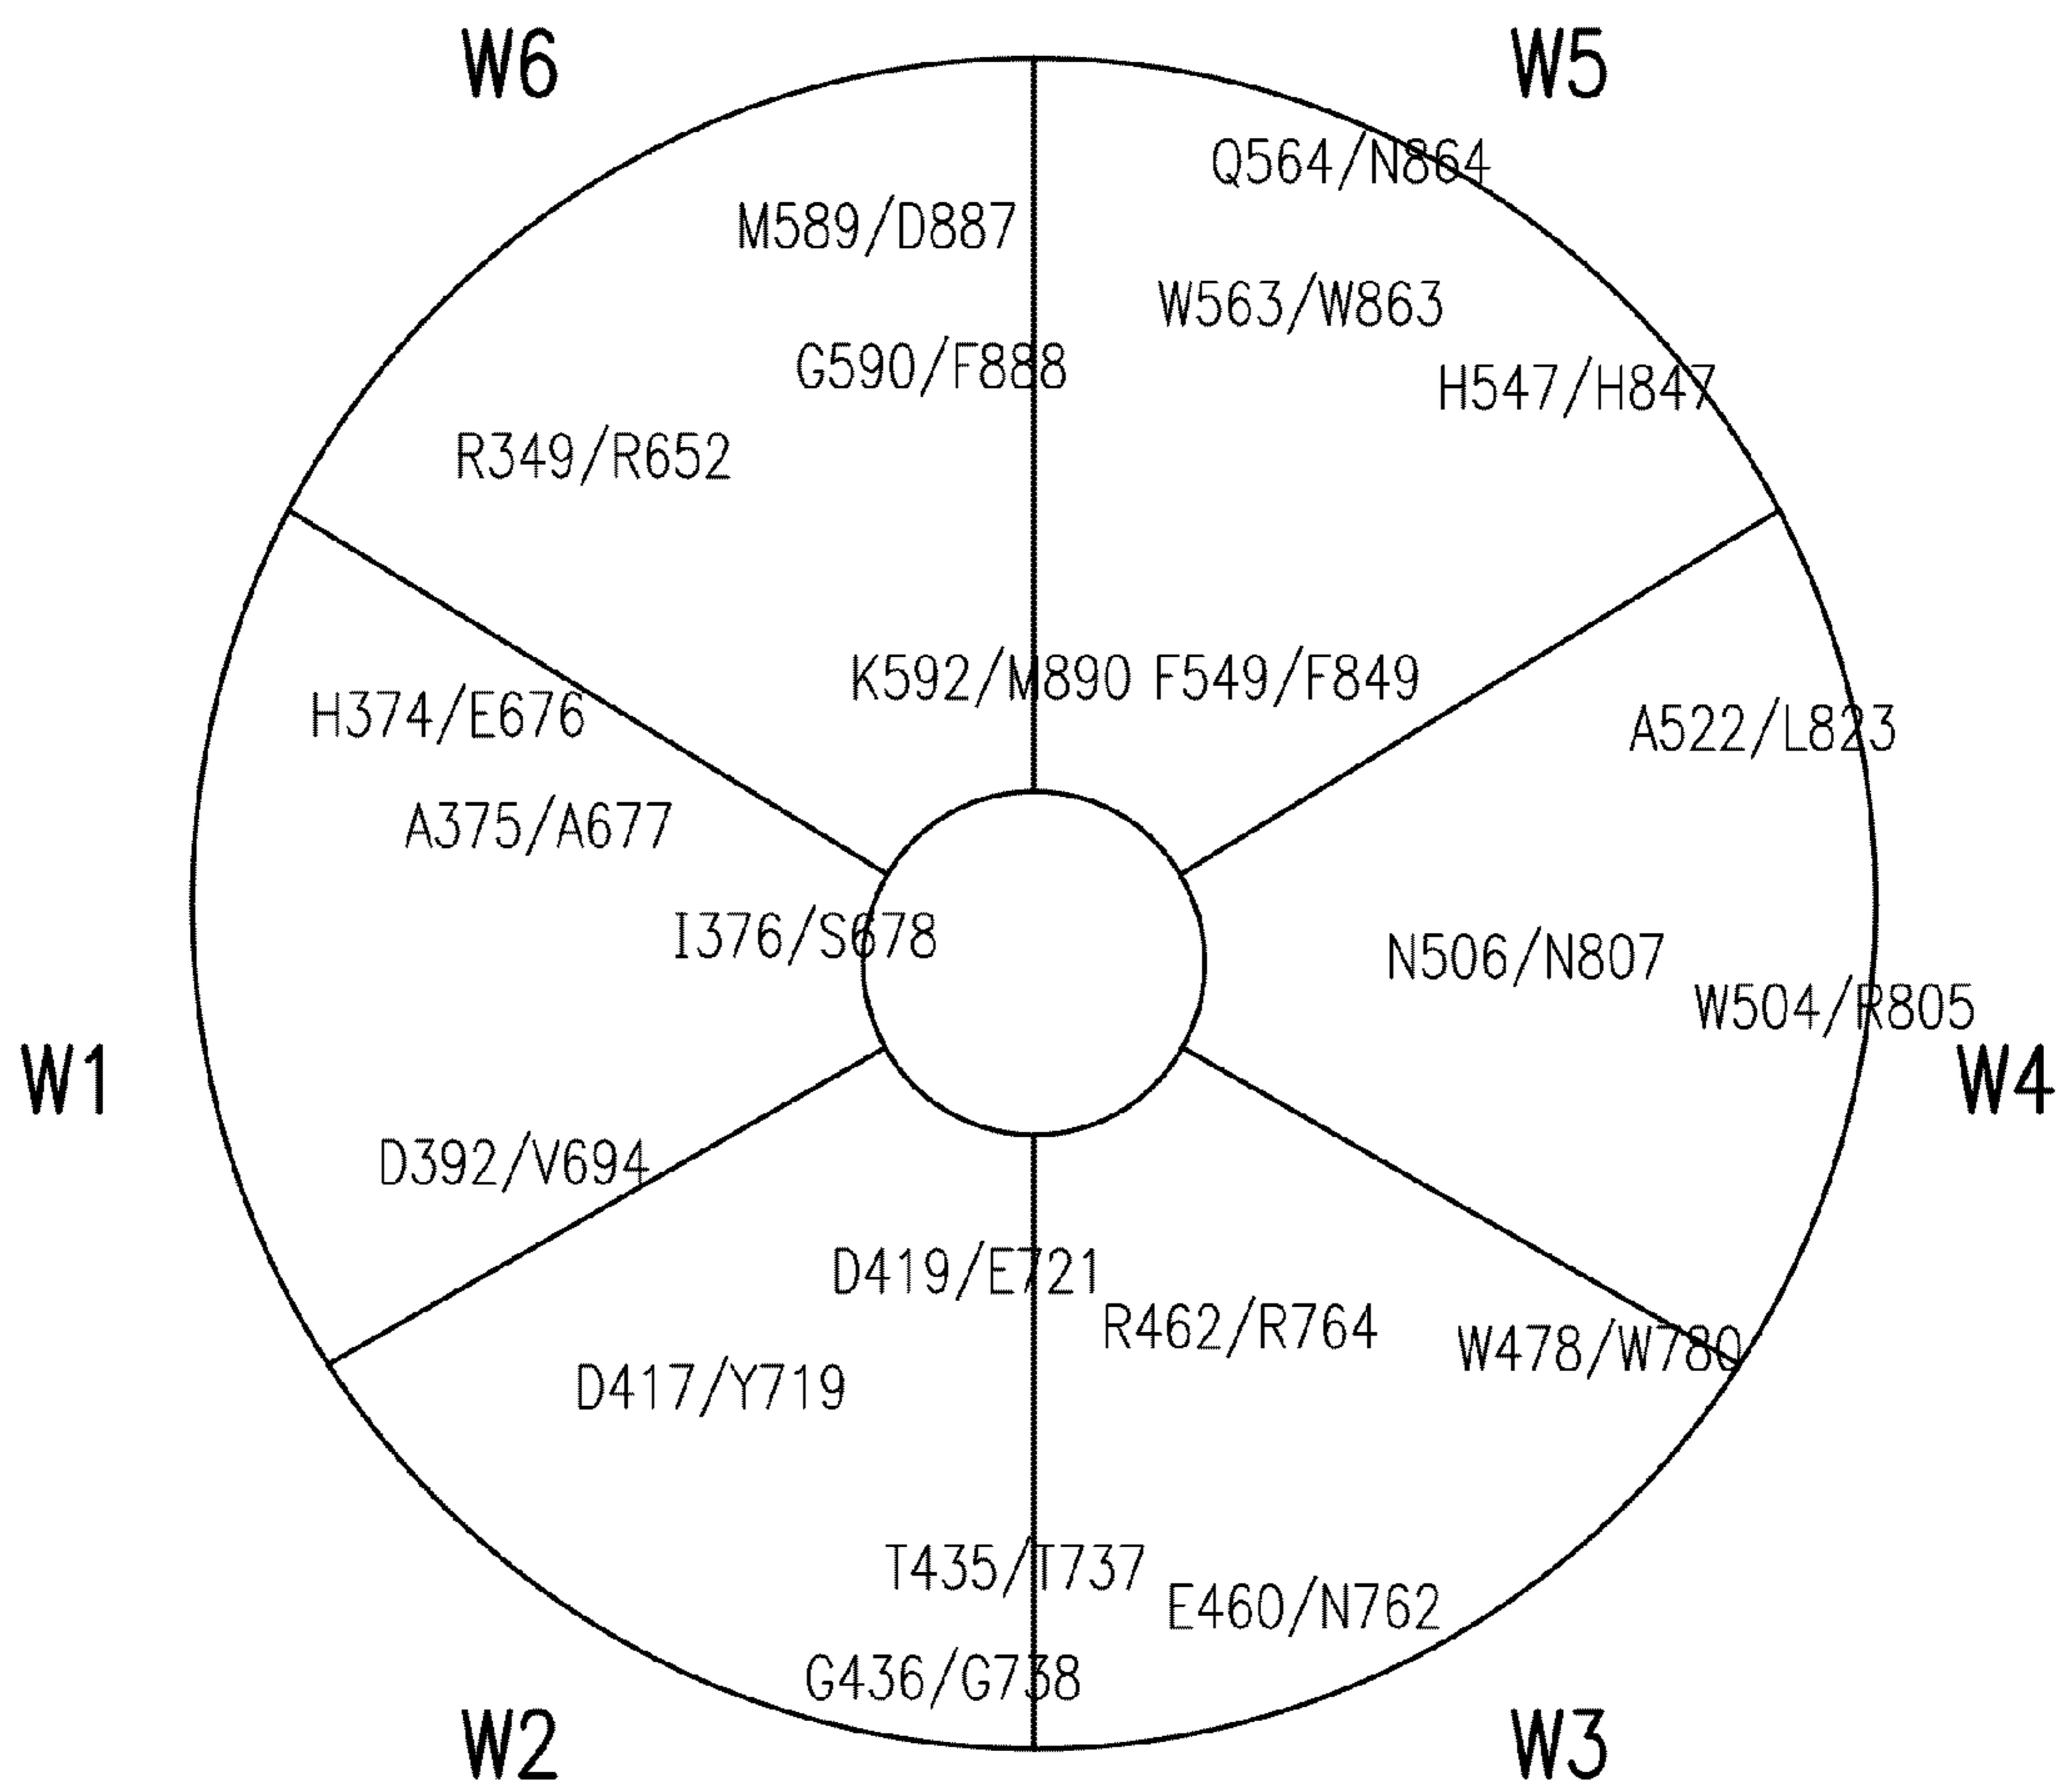 W6
W5
Q564/N864
M589/D887
W563/W863
G590/F888
H547/H847
R349/R652
K592/M890
F549/F849
H374/E676
A522/L823
A375/A677
I376/S678
N506/N807
W504/R805
W1
W4
D392/V694
D419/E721
R462/R764
W478/W780
D417/Y719
T435/T737
E460/N762
G436/G738
W2
W3